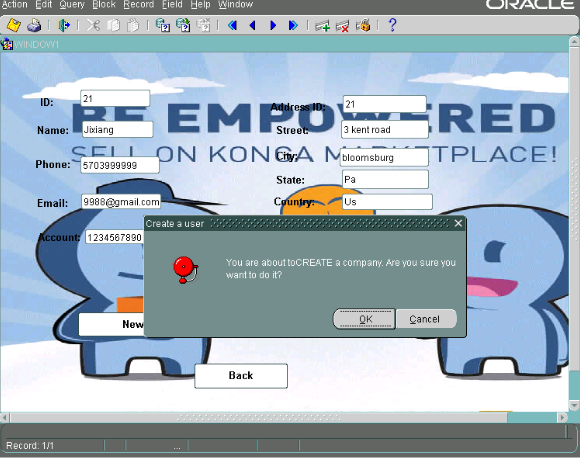 Action Edit Query Block Record Field Help Window
ORACLE
WINDOW1
ID: 21
Address ID: 21
BE EMPOWERED
Name: Jixiang
Street: 3 kent road
SELL ON KONGA MARKETPLACE!
Phone: 5703999999
City: bloomsburg
State: Pa
Email: 9988@gmail.com
Country: Us
Account: 1234567890
Create a user
You are about toCREATE a company. Are you sure you
want to do it?
OK Cancel
New
Back
Record: 1/1
...